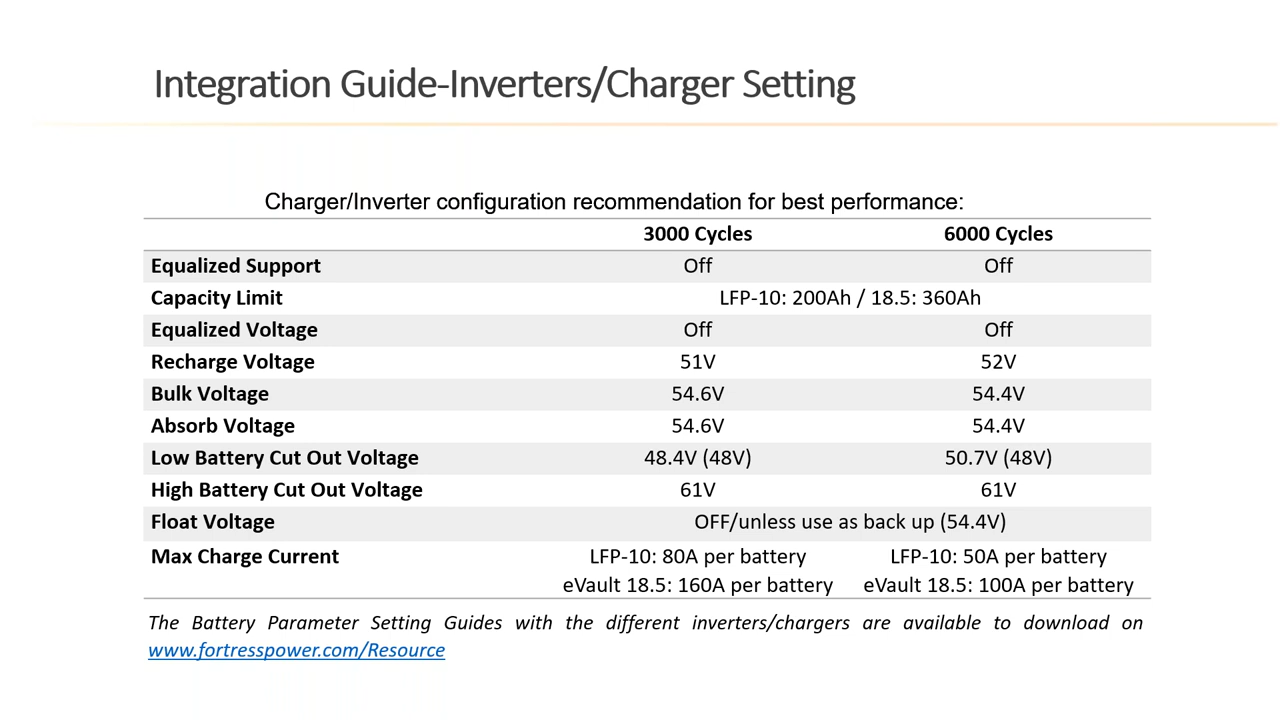 Integration Guide-Inverters/Charger Setting
Charger/Inverter configuration recommendation for best performance:
3000 Cycles 6000 Cycles
Equalized Support Off Off
Capacity Limit LFP-10: 200Ah / 18.5: 360Ah
Equalized Voltage Off Off
Recharge Voltage 51V 52V
Bulk Voltage 54.6V 54.4V
Absorb Voltage 54.6V 54.4V
Low Battery Cut Out Voltage 48.4V (48V) 50.7V (48V)
High Battery Cut Out Voltage 61V 61V
Float Voltage OFF/unless use as back up (54.4V)
Max Charge Current LFP-10: 80A per battery LFP-10: 50A per battery
eVault 18.5: 160A per battery eVault 18.5: 100A per battery
The Battery Parameter Setting Guides with the different inverters/chargers are available to download on
www.fortresspower.com/Resource